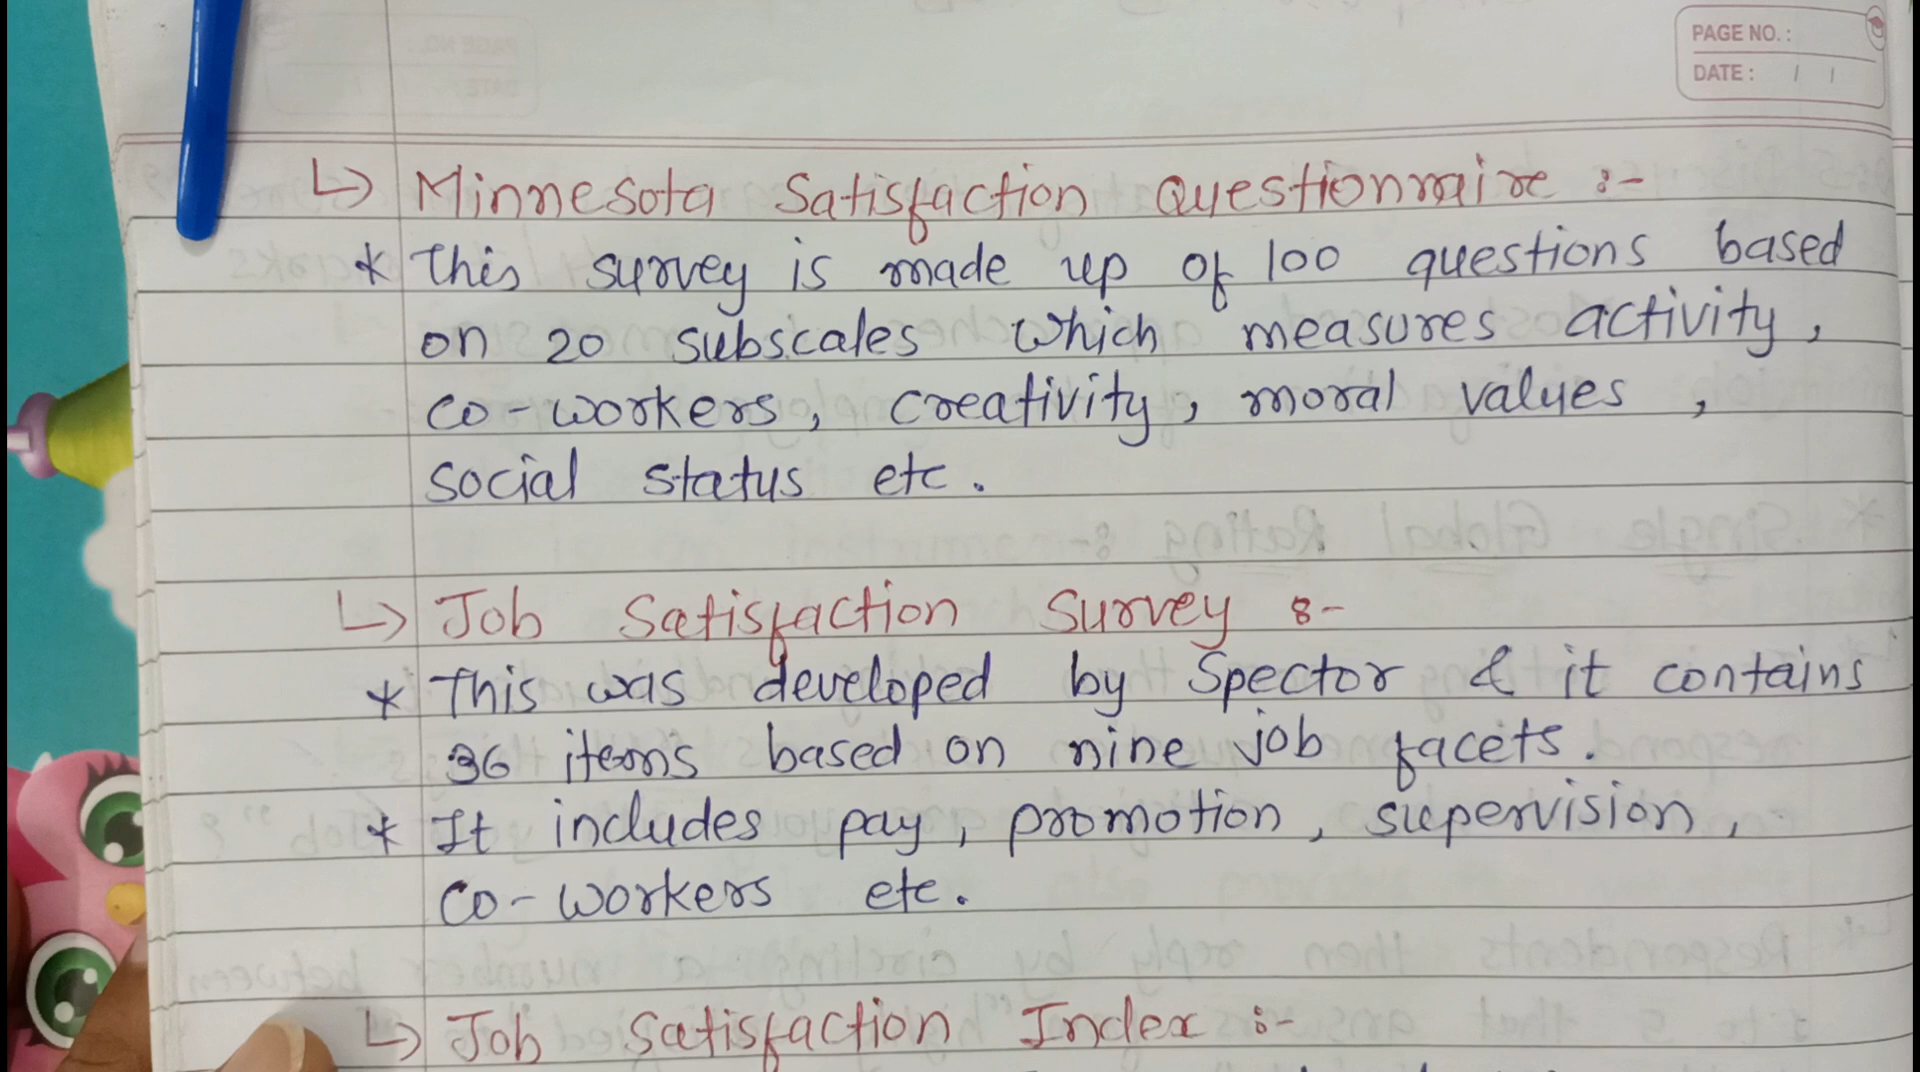 PAGE NO. :
DATE : / /
↳ Minnesota Satisfaction Questionnaire :-
* This survey is made up of 100 questions based
on 20 subscales which measures activity,
co-workers, creativity, moral values,
social status etc.
↳ Job Satisfaction Survey :-
* This was developed by Spector & it contains
36 items based on nine job facets.
* It includes pay, promotion, supervision,
co-workers etc.
↳ Job Satisfaction Index :-